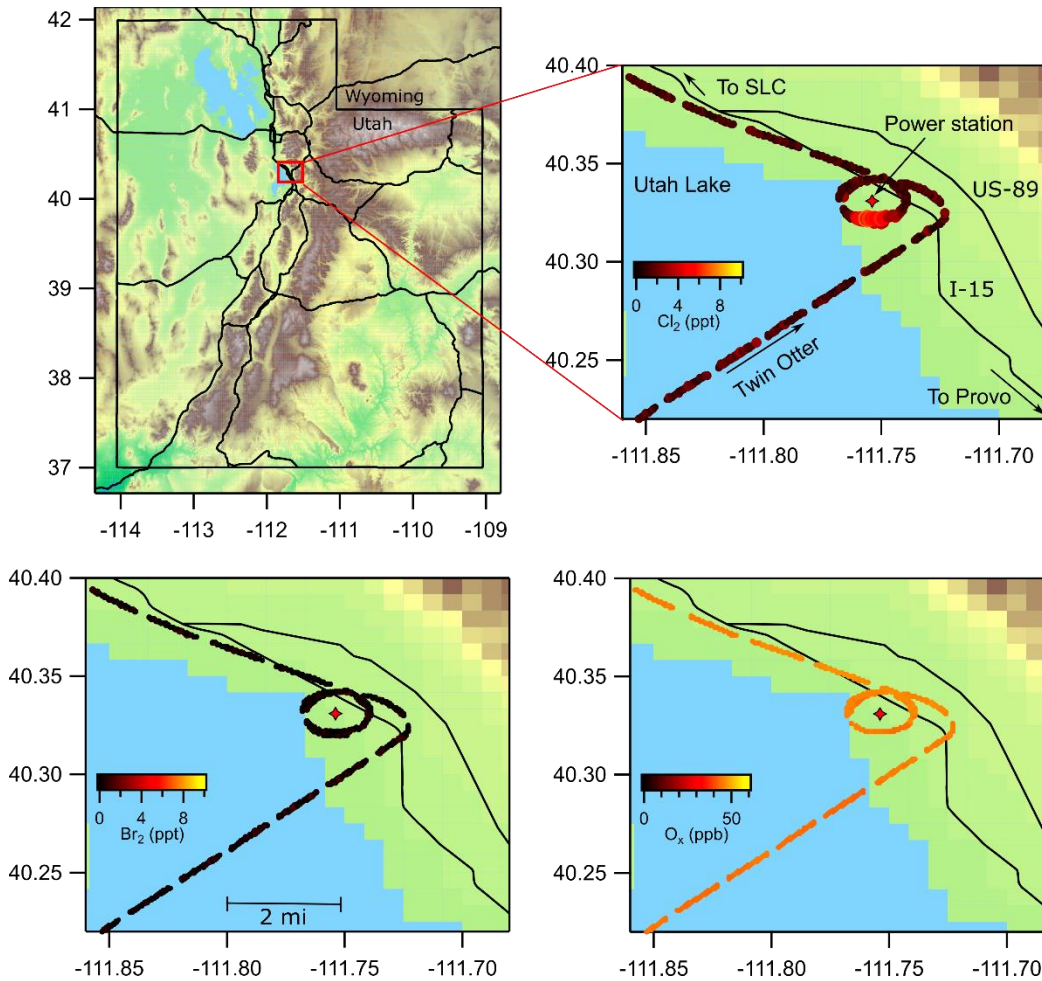 42
41
40
39
38
37
Wyoming
Utah
-114
-113
-112
-111
-110
-109
40.40
40.35
40.30
40.25
To SLC
Power station
Utah Lake
US-89
I-15
0 4 8
Cl₂ (ppt)
Twin Otter
To Provo
-111.85
-111.80
-111.75
-111.70
40.40
40.35
40.30
40.25
0 4 8
Br₂ (ppt)
2 mi
-111.85
-111.80
-111.75
-111.70
40.40
40.35
40.30
40.25
0 50
Oₓ (ppb)
-111.85
-111.80
-111.75
-111.70